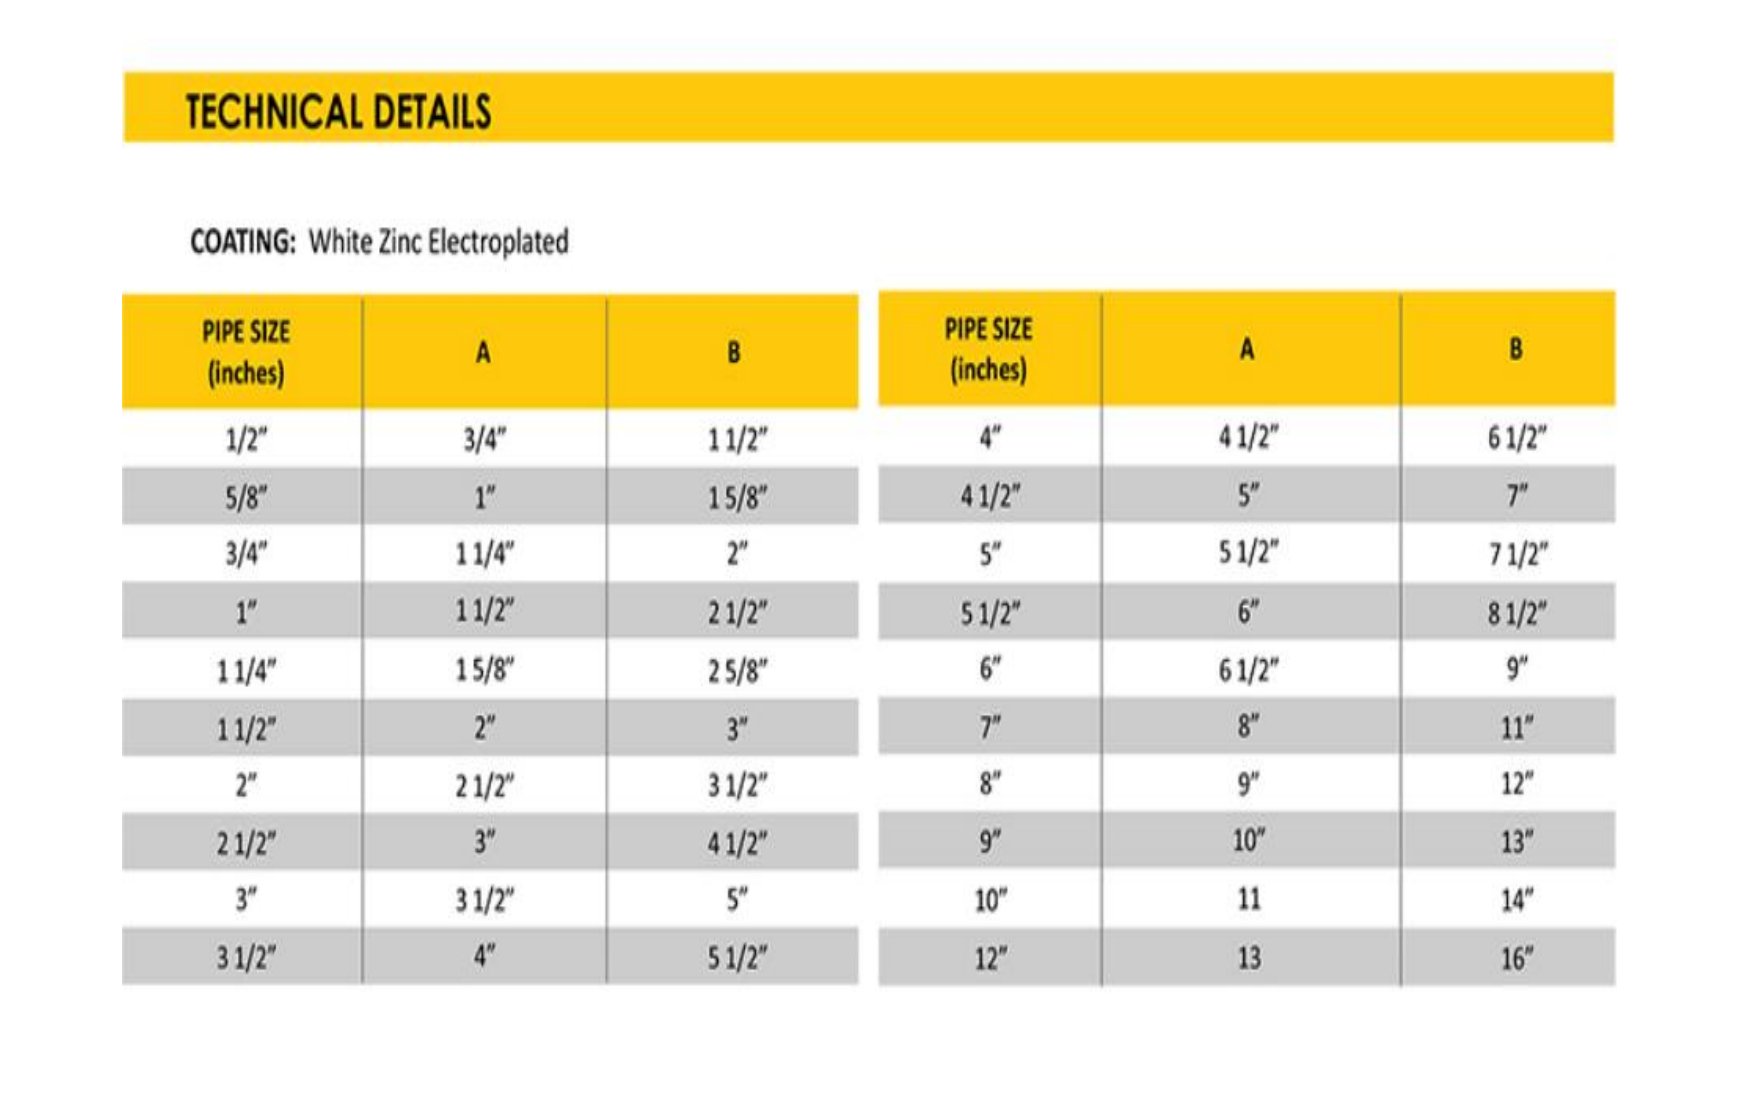 TECHNICAL DETAILS
COATING: White Zinc Electroplated
PIPE SIZE (inches) A B
1/2” 3/4” 1 1/2”
5/8” 1” 1 5/8”
3/4” 1 1/4” 2”
1” 1 1/2” 2 1/2”
1 1/4” 1 5/8” 2 5/8”
1 1/2” 2” 3”
2” 2 1/2” 3 1/2”
2 1/2” 3” 4 1/2”
3” 3 1/2” 5”
3 1/2” 4” 5 1/2”
PIPE SIZE (inches) A B
4” 4 1/2” 6 1/2”
4 1/2” 5” 7”
5” 5 1/2” 7 1/2”
5 1/2” 6” 8 1/2”
6” 6 1/2” 9”
7” 8” 11”
8” 9” 12”
9” 10” 13”
10” 11 14”
12” 13 16”